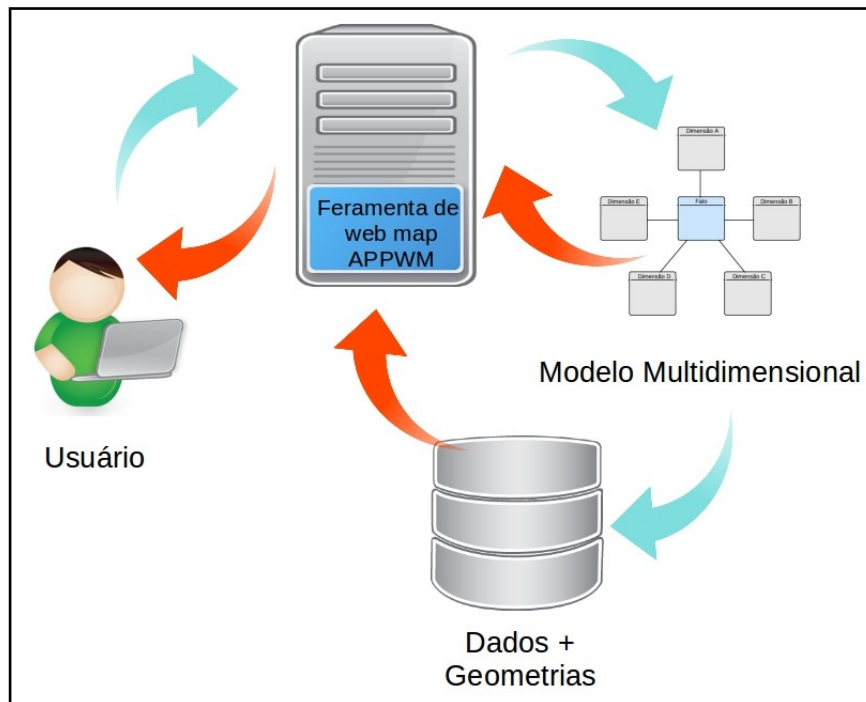 Feramenta de
web map
APPWM
Dimensão A
Dimensão E
Fato
Dimensão B
Dimensão D
Dimensão C
Modelo Multidimensional
Usuário
Dados +
Geometrias